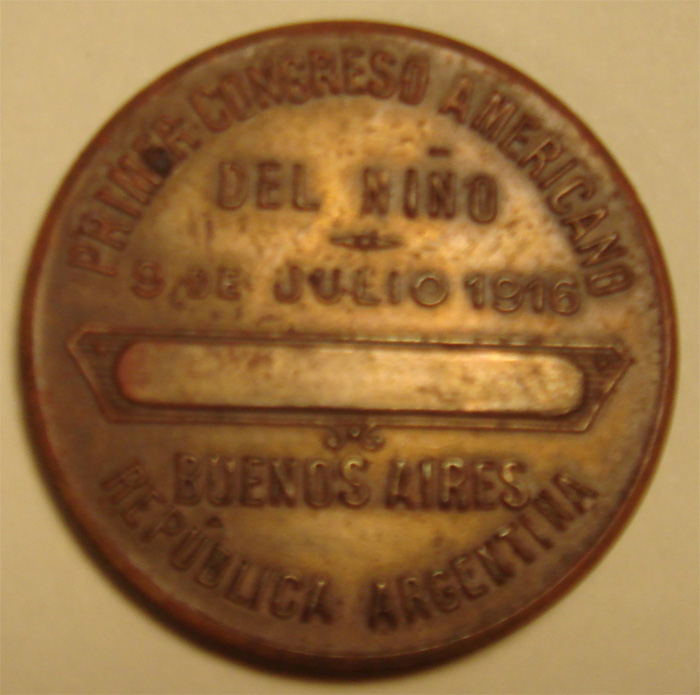 PRIMER CONGRESO AMERICANO
DEL NIÑO
9 DE JULIO 1916
BUENOS AIRES
REPÚBLICA ARGENTINA